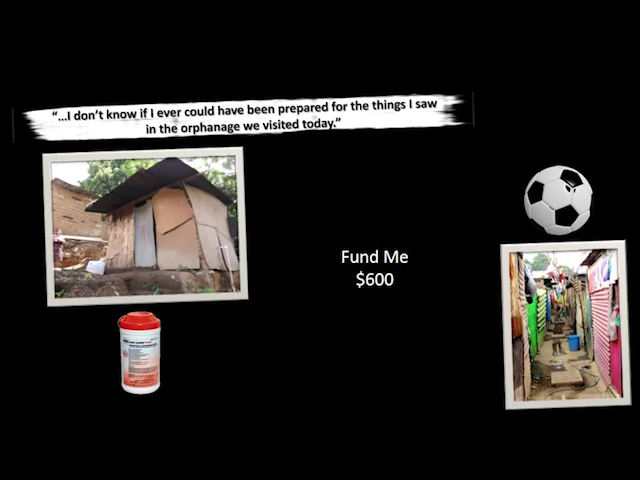 “...I don’t know if I ever could have been prepared for the things I saw
in the orphanage we visited today.”
Fund Me
$600